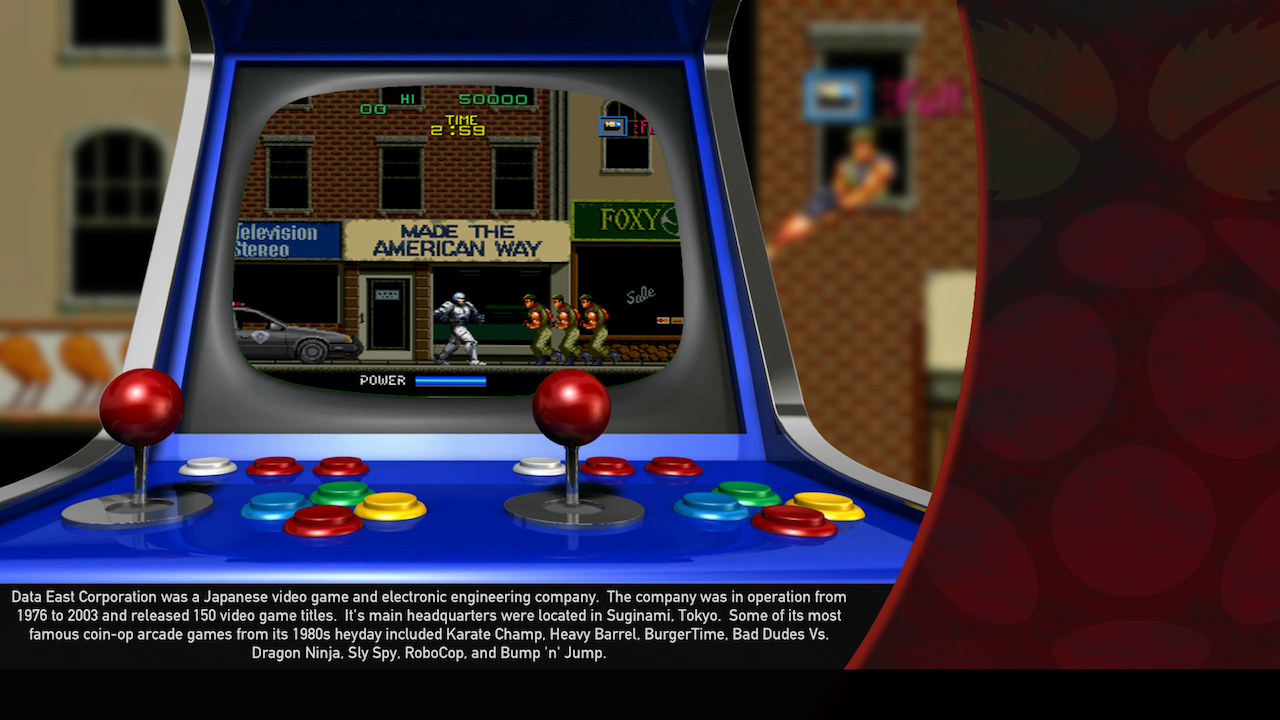 HI 50000
00
TIME
2:59
Television
Stereo
MADE THE
AMERICAN WAY
FOXY
Sale
POWER
Data East Corporation was a Japanese video game and electronic engineering company.  The company was in operation from
1976 to 2003 and released 150 video game titles.  It's main headquarters were located in Suginami, Tokyo.  Some of its most
famous coin-op arcade games from its 1980s heyday included Karate Champ, Heavy Barrel, BurgerTime, Bad Dudes Vs.
Dragon Ninja, Sly Spy, RoboCop, and Bump 'n' Jump.